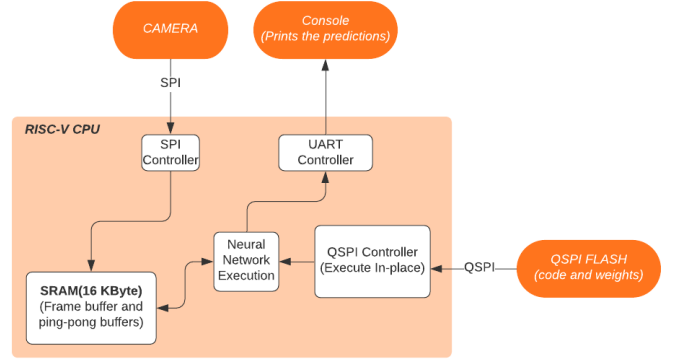 CAMERA
Console
(Prints the predictions)
SPI
RISC-V CPU
SPI
Controller
UART
Controller
Neural
Network
Execution
QSPI Controller
(Execute In-place)
QSPI
QSPI FLASH
(code and weights)
SRAM(16 KByte)
(Frame buffer and
ping-pong buffers)